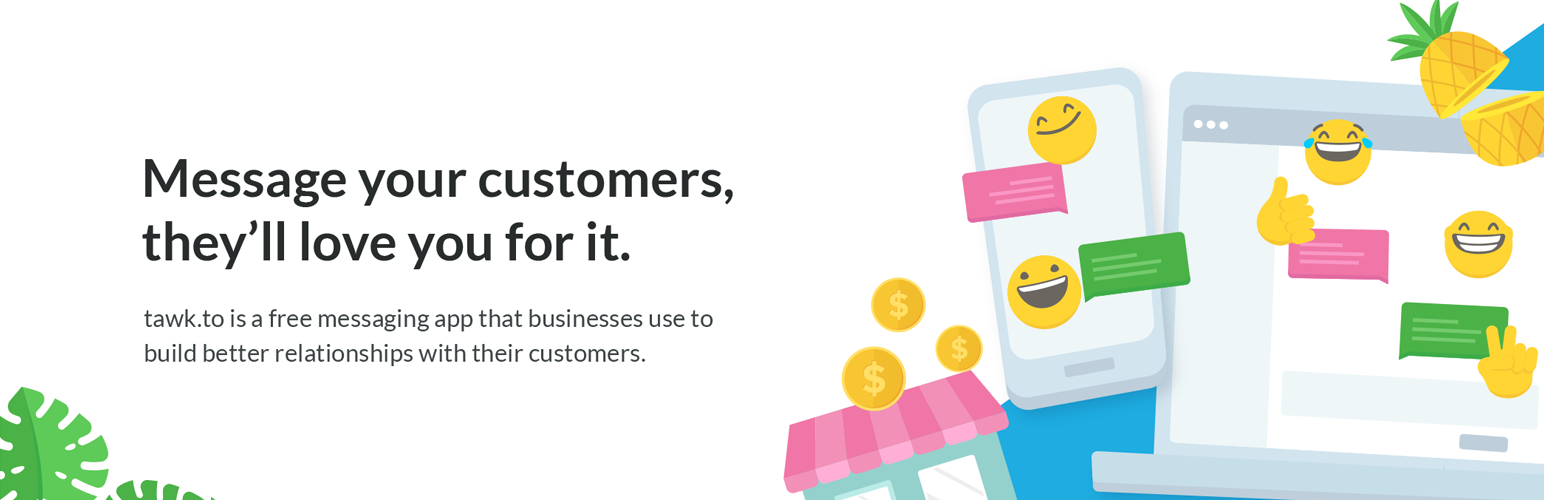 Message your customers,
they’ll love you for it.
tawk.to is a free messaging app that businesses use to
build better relationships with their customers.
$
$
$